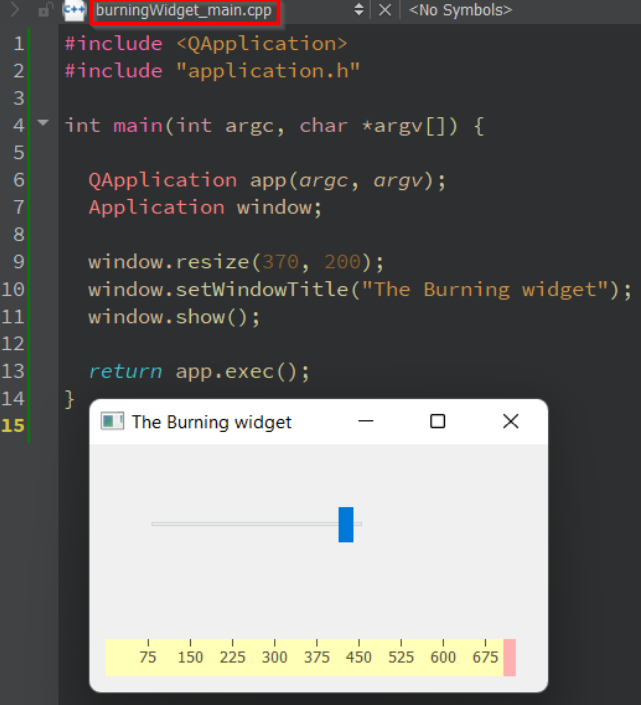 burningWidget_main.cpp <No Symbols>
1 #include <QApplication>
2 #include "application.h"
3
4 int main(int argc, char *argv[]) {
5
6 QApplication app(argc, argv);
7 Application window;
8
9 window.resize(370, 200);
10 window.setWindowTitle("The Burning widget");
11 window.show();
12
13 return app.exec();
14 }
15
The Burning widget
75 150 225 300 375 450 525 600 675